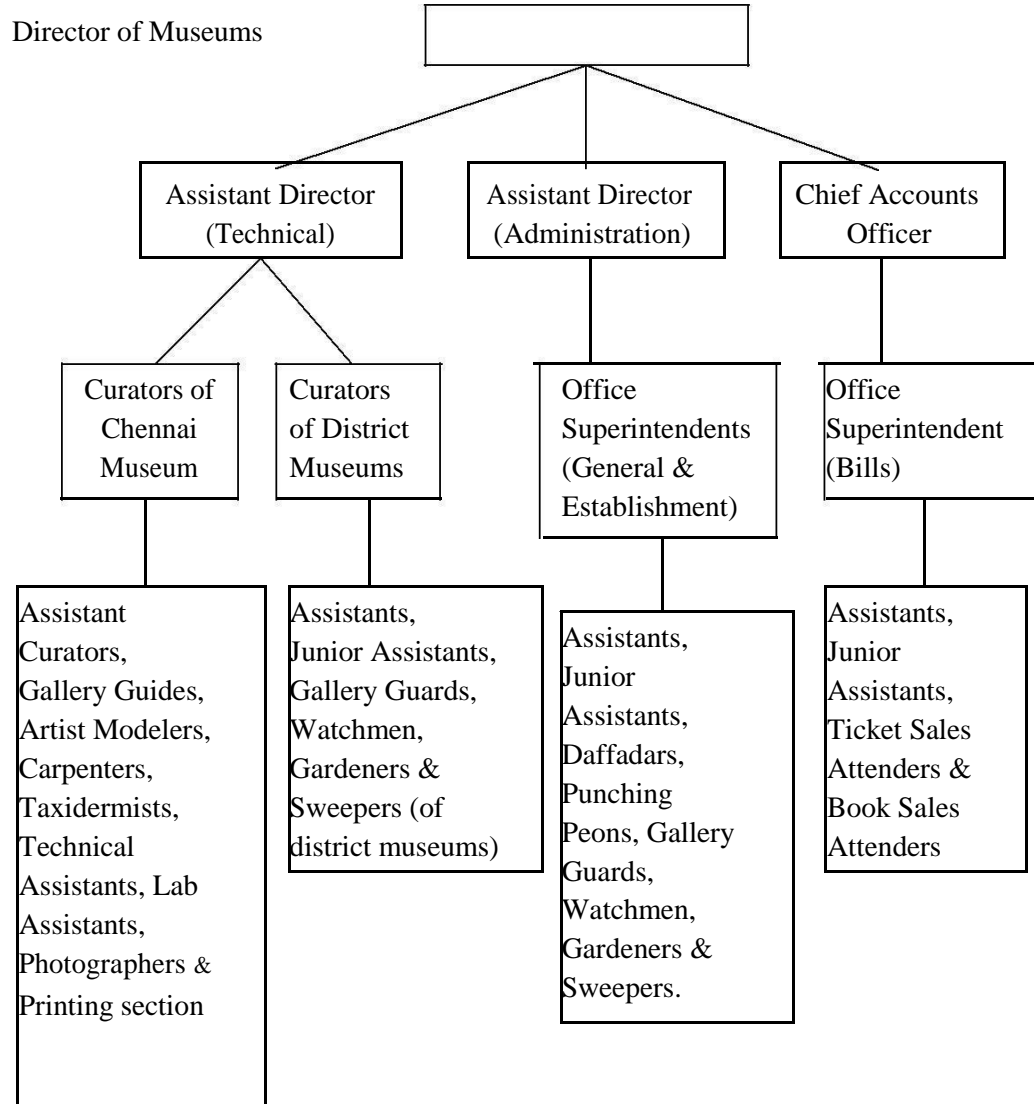 Director of Museums
Assistant Director
(Technical)
Assistant Director
(Administration)
Chief Accounts
Officer
Curators of
Chennai
Museum
Curators
of District
Museums
Office
Superintendents
(General &
Establishment)
Office
Superintendent
(Bills)
Assistant
Curators,
Gallery Guides,
Artist Modelers,
Carpenters,
Taxidermists,
Technical
Assistants, Lab
Assistants,
Photographers &
Printing section
Assistants,
Junior Assistants,
Gallery Guards,
Watchmen,
Gardeners &
Sweepers (of
district museums)
Assistants,
Junior
Assistants,
Daffadars,
Punching
Peons, Gallery
Guards,
Watchmen,
Gardeners &
Sweepers.
Assistants,
Junior
Assistants,
Ticket Sales
Attenders &
Book Sales
Attenders